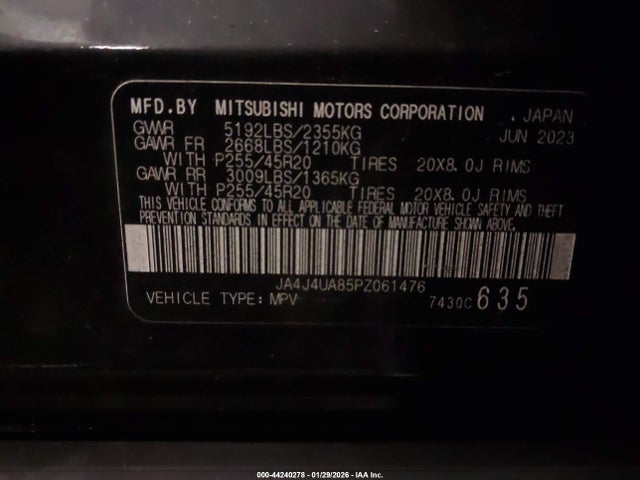 MFD.BY MITSUBISHI MOTORS CORPORATION . JAPAN
GVWR 5192LBS/2355KG JUN 2023
GAWR FR 2668LBS/1210KG
WITH P255/45R20 TIRES 20X8.0J RIMS
GAWR RR 3009LBS/1365KG
WITH P255/45R20 TIRES 20X8.0J RIMS
THIS VEHICLE CONFORMS TO ALL APPLICABLE FEDERAL MOTOR VEHICLE SAFETY AND THEFT
PREVENTION STANDARDS IN EFFECT ON THE DATE OF MANUFACTURE SHOWN ABOVE.
JA4J4UA85PZ061476
VEHICLE TYPE: MPV 7430C 635
000-44240278 - 01/29/2026 - IAA Inc.